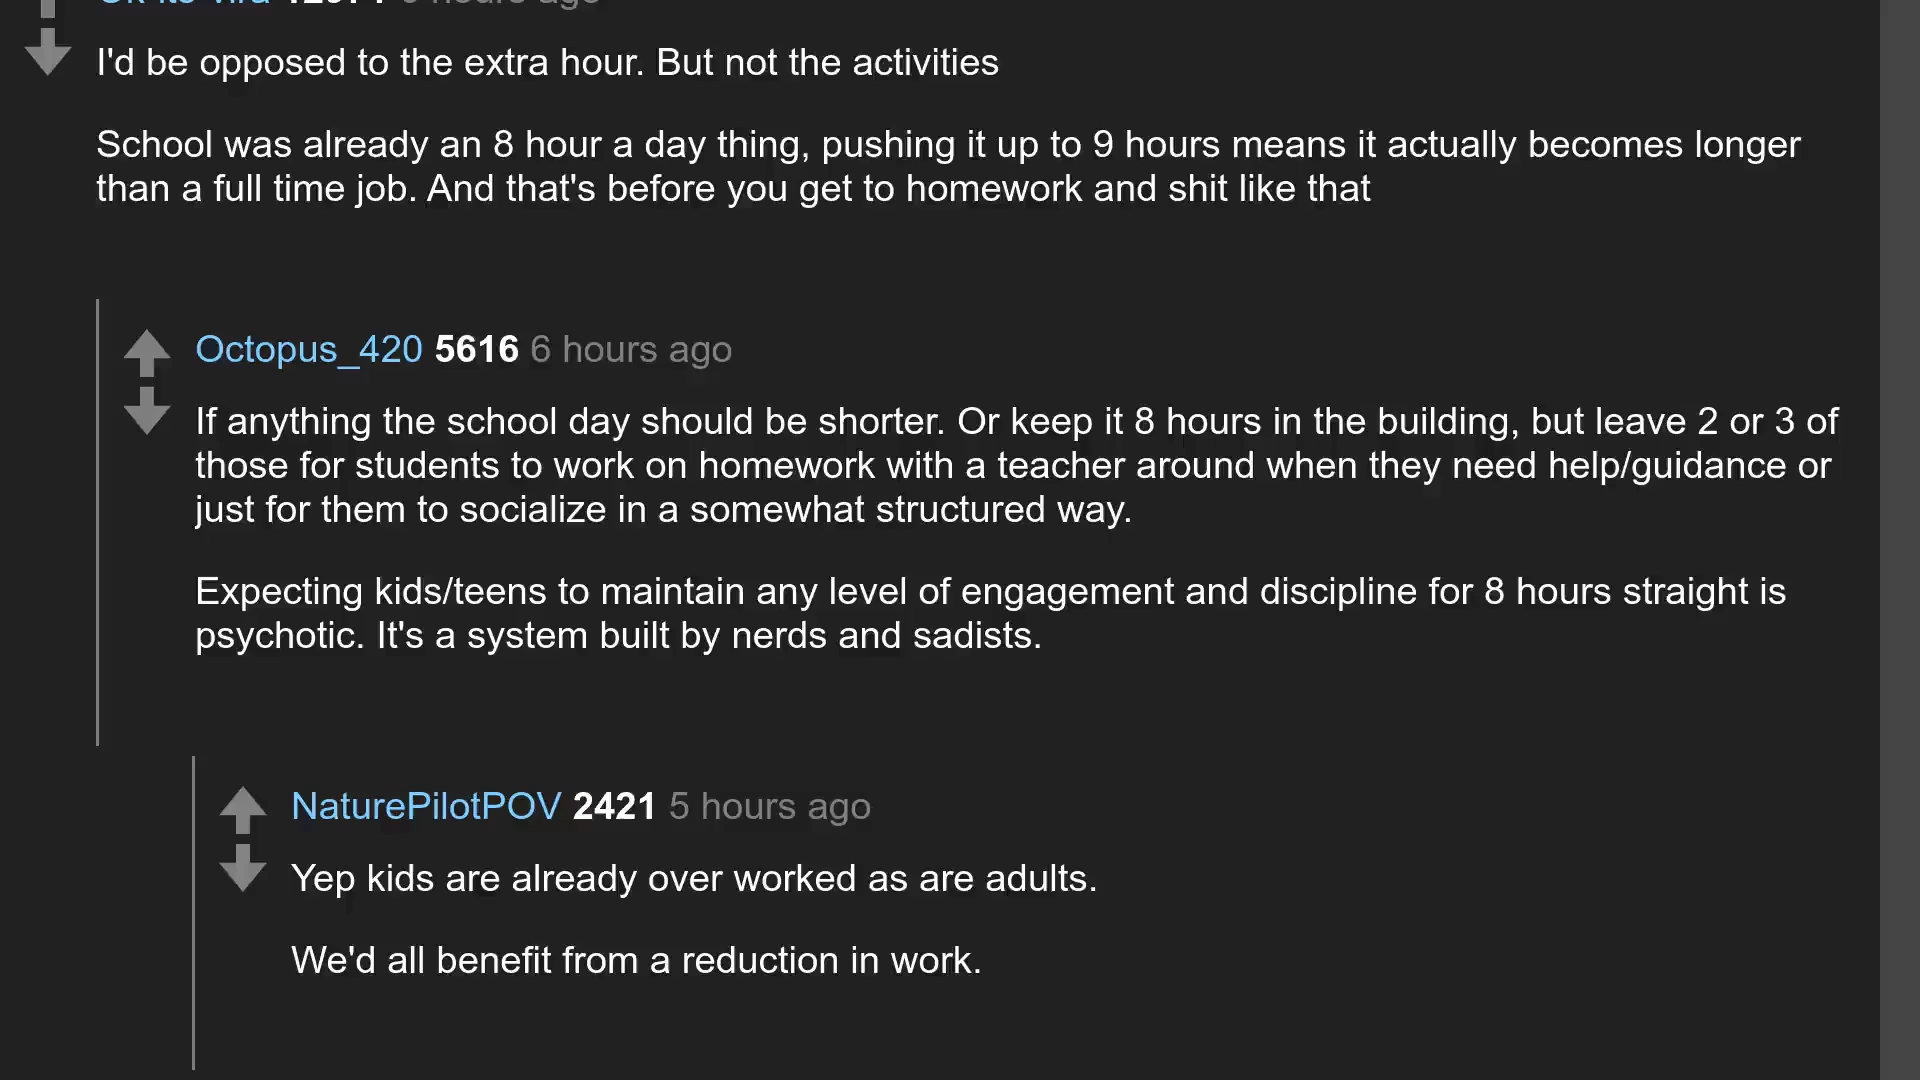 I'd be opposed to the extra hour. But not the activities
School was already an 8 hour a day thing, pushing it up to 9 hours means it actually becomes longer
than a full time job. And that's before you get to homework and shit like that
Octopus_420 5616 6 hours ago
If anything the school day should be shorter. Or keep it 8 hours in the building, but leave 2 or 3 of
those for students to work on homework with a teacher around when they need help/guidance or
just for them to socialize in a somewhat structured way.
Expecting kids/teens to maintain any level of engagement and discipline for 8 hours straight is
psychotic. It's a system built by nerds and sadists.
NaturePilotPOV 2421 5 hours ago
Yep kids are already over worked as are adults.
We'd all benefit from a reduction in work.